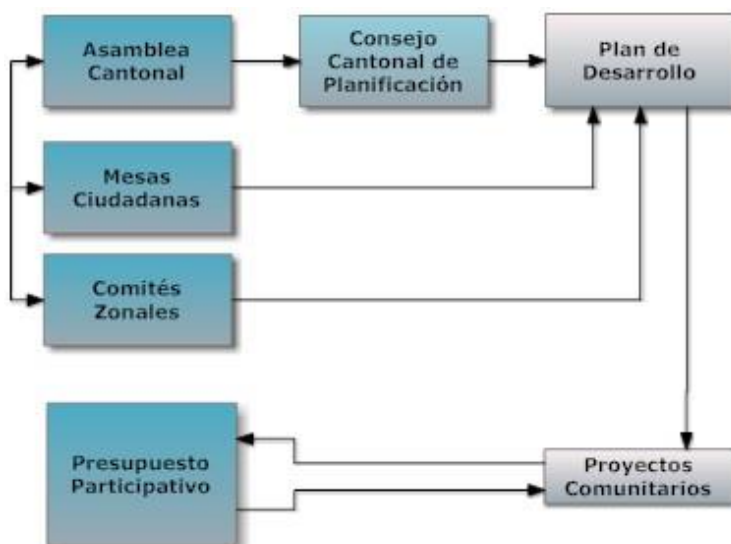 Asamblea
Cantonal
Consejo
Cantonal de
Planificación
Plan de
Desarrollo
Mesas
Ciudadanas
Comités
Zonales
Presupuesto
Participativo
Proyectos
Comunitarios